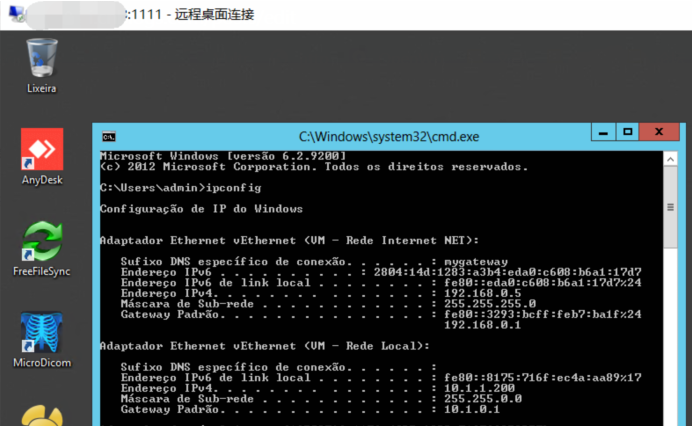 :1111 - 远程桌面连接
Lixeira
AnyDesk
FreeFileSync
MicroDicom
C:\Windows\system32\cmd.exe
Microsoft Windows [versão 6.2.9200]
(c) 2012 Microsoft Corporation. Todos os direitos reservados.
C:\Users\admin>ipconfig
Configuração de IP do Windows
Adaptador Ethernet vEthernet (VM - Rede Internet NET):
Sufixo DNS específico de conexão. . . . . . : mygateway
Endereço IPv6 . . . . . . . . . . : 2804:14d:1283:a3b4:eda0:c608:b6a1:17d7
Endereço IPv6 de link local . . . . . . . . : fe80::eda0:c608:b6a1:17d7%24
Endereço IPv4. . . . . . . . . . . . . . . : 192.168.0.5
Máscara de Sub-rede . . . . . . . . . . . . : 255.255.255.0
Gateway Padrão. . . . . . . . . . . . . . . : fe80::3293:bcff:feb7:ba1f%24
192.168.0.1
Adaptador Ethernet vEthernet (VM - Rede Local):
Sufixo DNS específico de conexão. . . . . . :
Endereço IPv6 de link local . . . . . . . . : fe80::8175:716f:ec4a:aa89%17
Endereço IPv4. . . . . . . . . . . . . . . : 10.1.1.200
Máscara de Sub-rede . . . . . . . . . . . . : 255.255.0.0
Gateway Padrão. . . . . . . . . . . . . . . : 10.1.0.1